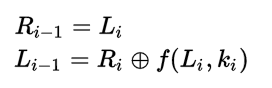 R_{i-1} = L_i
L_{i-1} = R_i ⊕ f(L_i, k_i)